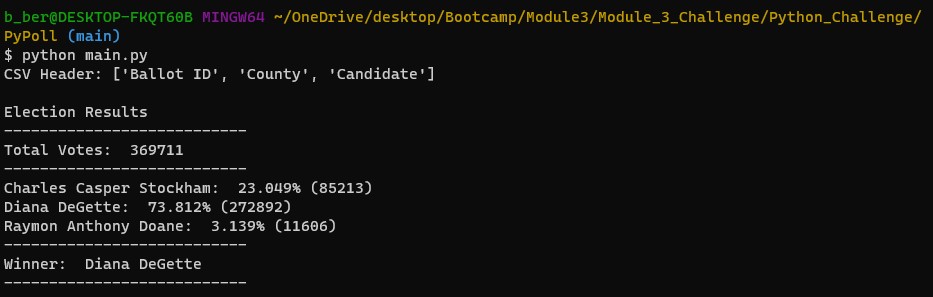 b_ber@DESKTOP-FKQT60B MINGW64 ~/OneDrive/desktop/Bootcamp/Module3/Module_3_Challenge/Python_Challenge/
PyPoll (main)
$ python main.py
CSV Header: ['Ballot ID', 'County', 'Candidate']
Election Results
---------------------------
Total Votes:  369711
---------------------------
Charles Casper Stockham:  23.049% (85213)
Diana DeGette:  73.812% (272892)
Raymon Anthony Doane:  3.139% (11606)
---------------------------
Winner:  Diana DeGette
---------------------------